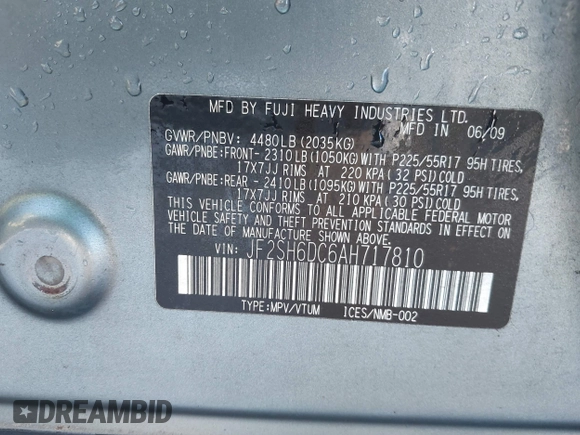 MFD BY FUJI HEAVY INDUSTRIES LTD.
MFD IN 06/09
GVWR/PNBV: 4480LB (2035KG)
GAWR/PNBE:FRONT- 2310LB(1050KG)WITH P225/55R17 95H TIRES,
17X7JJ RIMS AT 220 KPA(32 PSI)COLD
GAWR/PNBE:REAR - 2410LB(1095KG)WITH P225/55R17 95H TIRES,
17X7JJ RIMS AT 210 KPA(30 PSI)COLD
THIS VEHICLE CONFORMS TO ALL APPLICABLE FEDERAL MOTOR
VEHICLE SAFETY AND THEFT PREVENTION STANDARDS IN EFFECT
ON THE DATE OF MANUFACTURE SHOWN ABOVE.
VIN: JF2SH6DC6AH717810
TYPE:MPV/VTUM ICES/NMB-002
DREAMBID